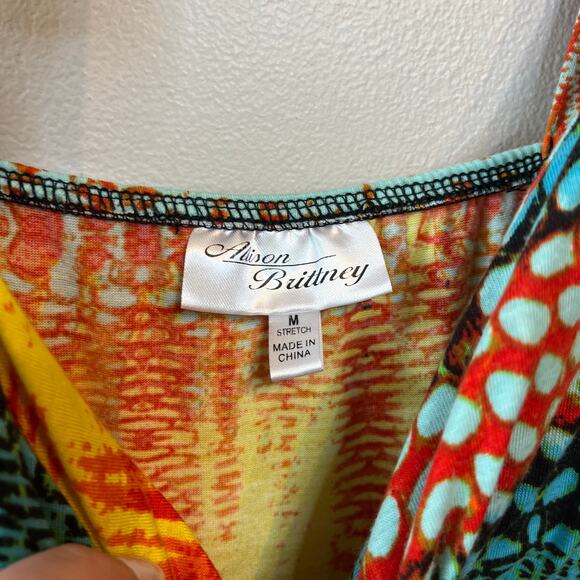 Alison
Brittney
M
STRETCH
MADE IN
CHINA